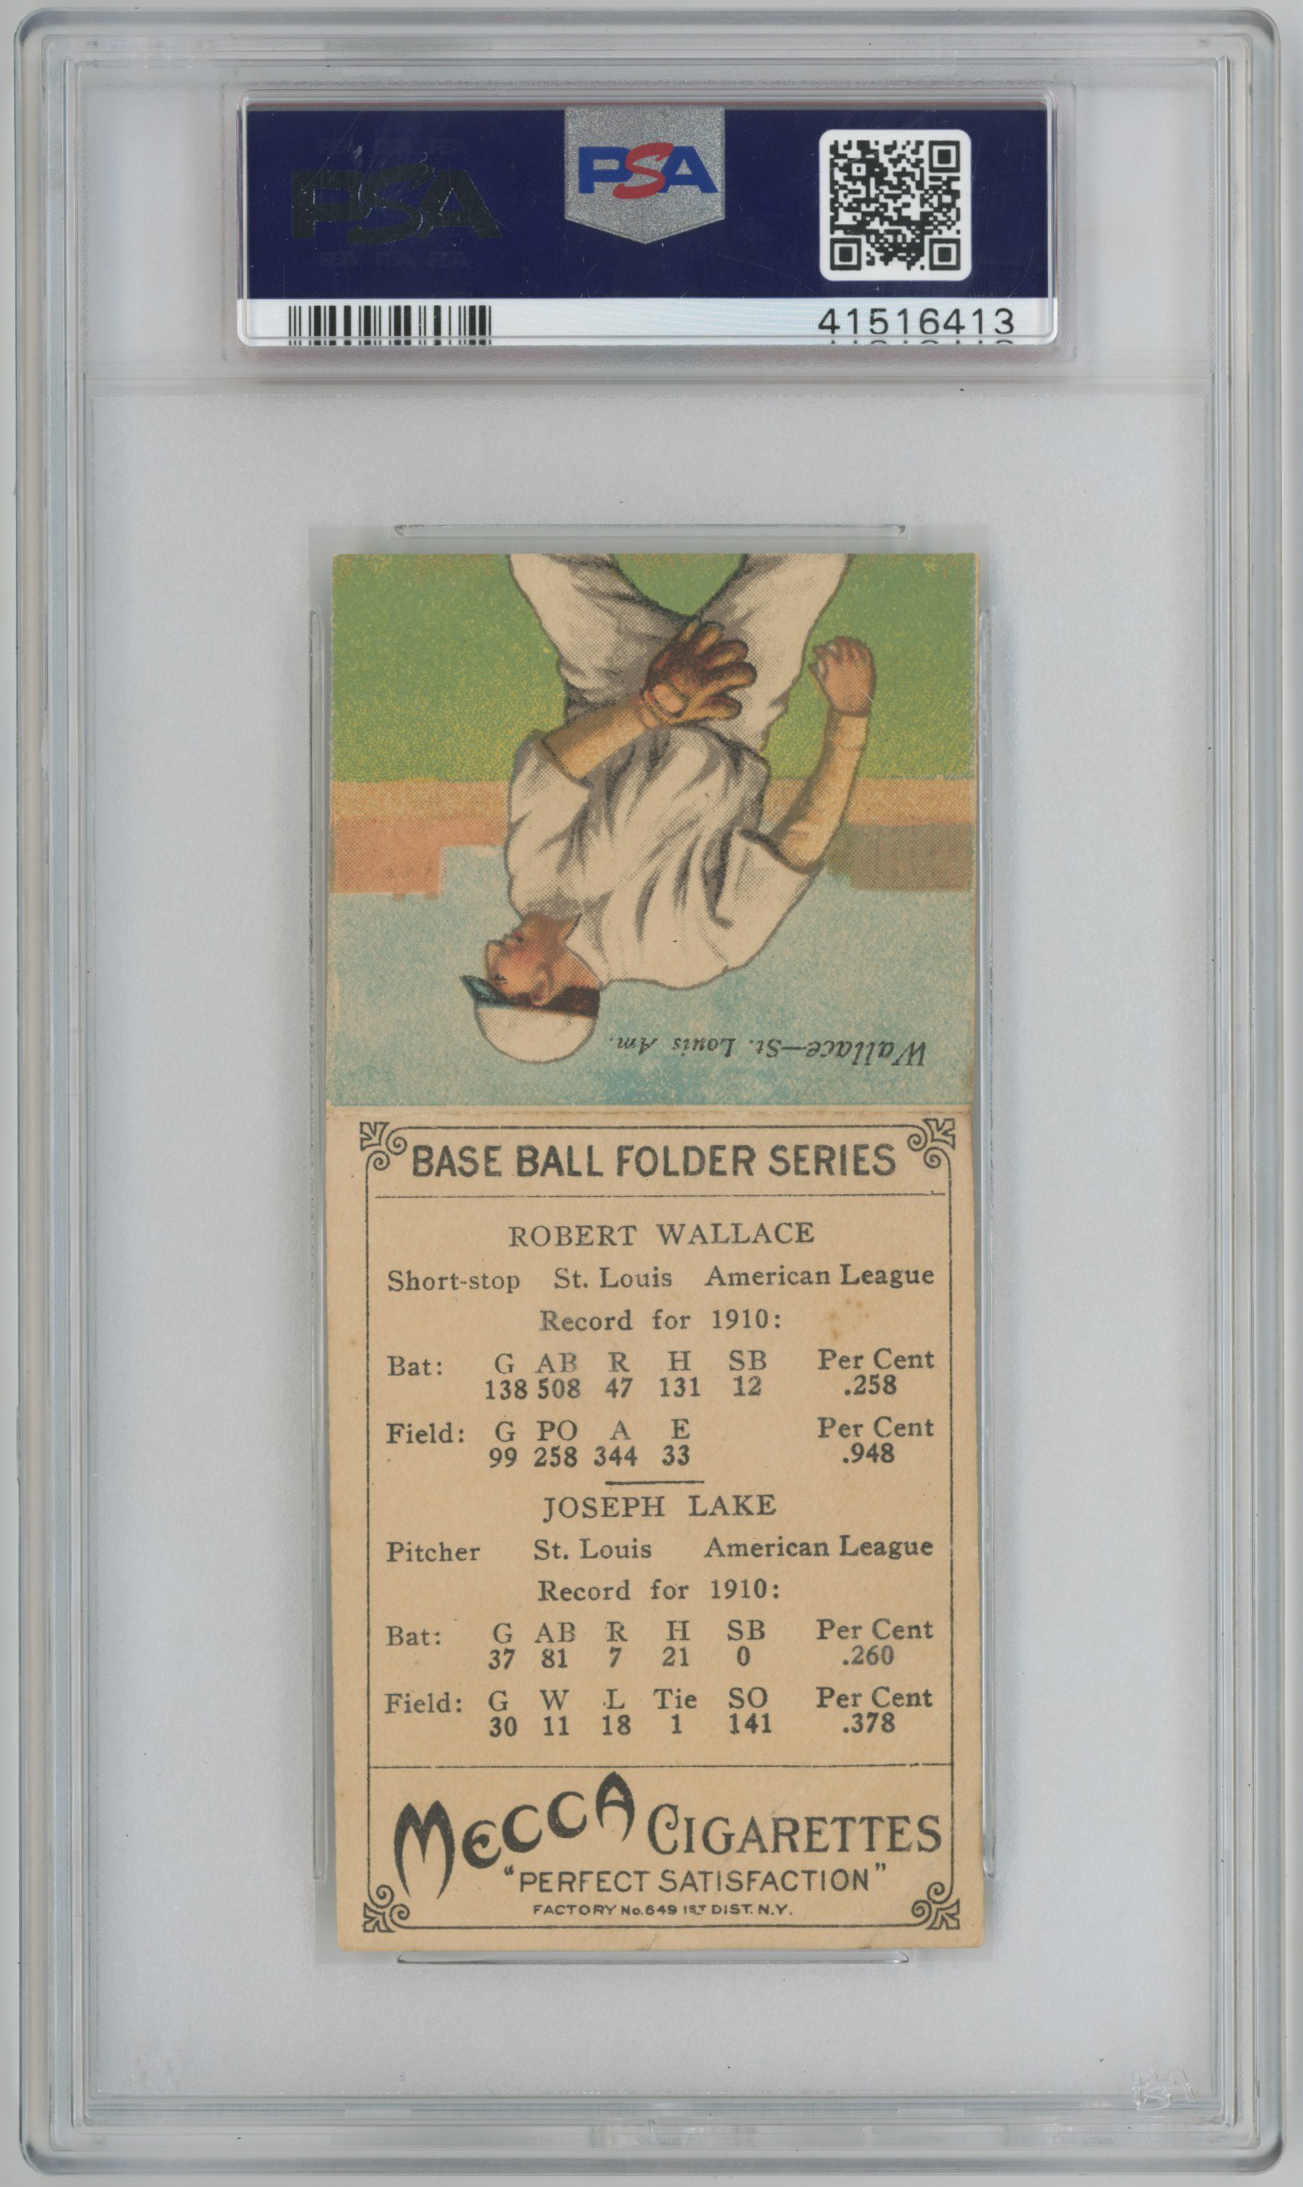 PSA
PSA
41516413
Wallace—St. Louis Am.
BASE BALL FOLDER SERIES
ROBERT WALLACE
Short-stop St. Louis American League
Record for 1910:
Bat: G AB R H SB Per Cent
138 508 47 131 12 .258
Field: G PO A E Per Cent
99 258 344 33 .948
JOSEPH LAKE
Pitcher St. Louis American League
Record for 1910:
Bat: G AB R H SB Per Cent
37 81 7 21 0 .260
Field: G W L Tie SO Per Cent
30 11 18 1 141 .378
MECCA CIGARETTES
"PERFECT SATISFACTION"
FACTORY No. 649 1ST DIST. N.Y.